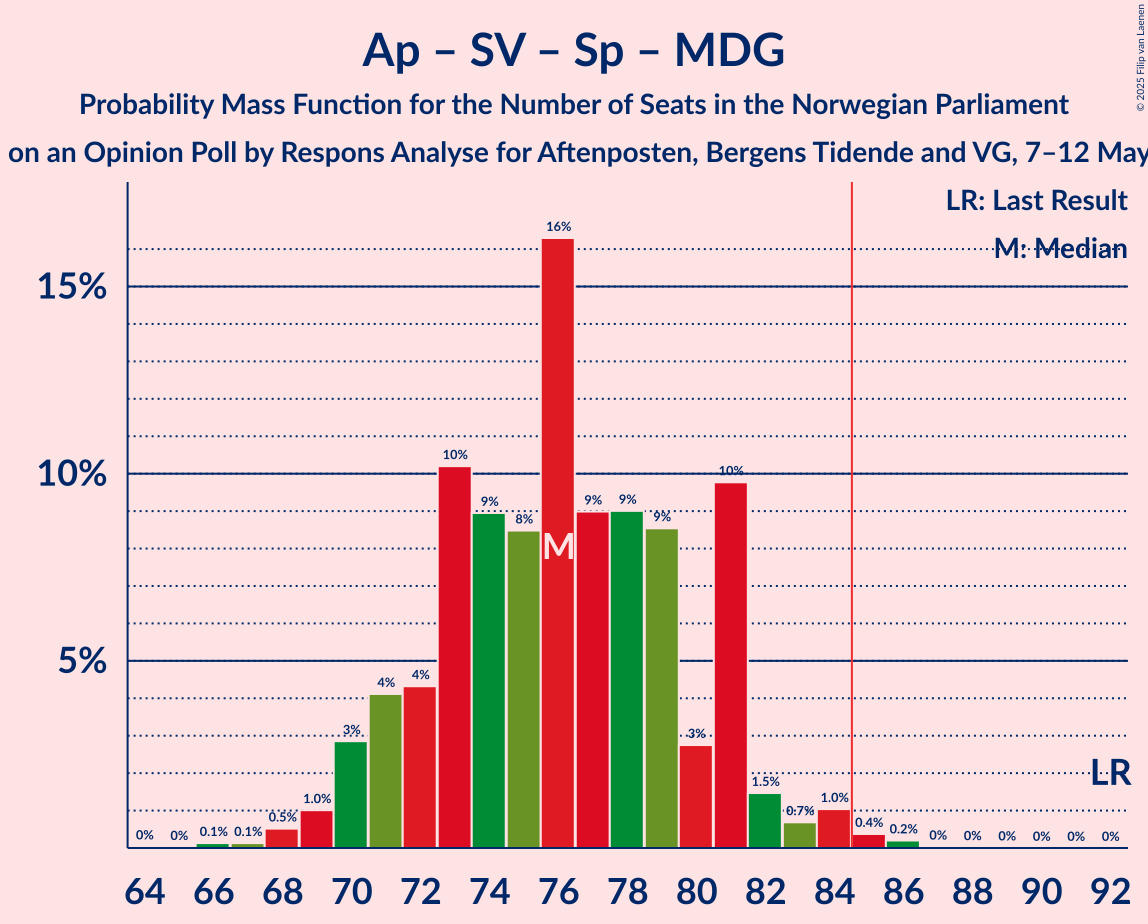 Ap – SV – Sp – MDG
Probability Mass Function for the Number of Seats in the Norwegian Parliament
on an Opinion Poll by Respons Analyse for Aftenposten, Bergens Tidende and VG, 7–12 May
© 2025 Filip van Laenen
LR: Last Result
M: Median
15%
10%
5%
0% 0% 0.1% 0.1% 0.5% 1.0% 3% 4% 4% 10% 9% 8% 16% 9% 9% 9% 3% 10% 1.5% 0.7% 1.0% 0.4% 0.2% 0% 0% 0% 0% 0% 0%
M
LR
64 66 68 70 72 74 76 78 80 82 84 86 88 90 92